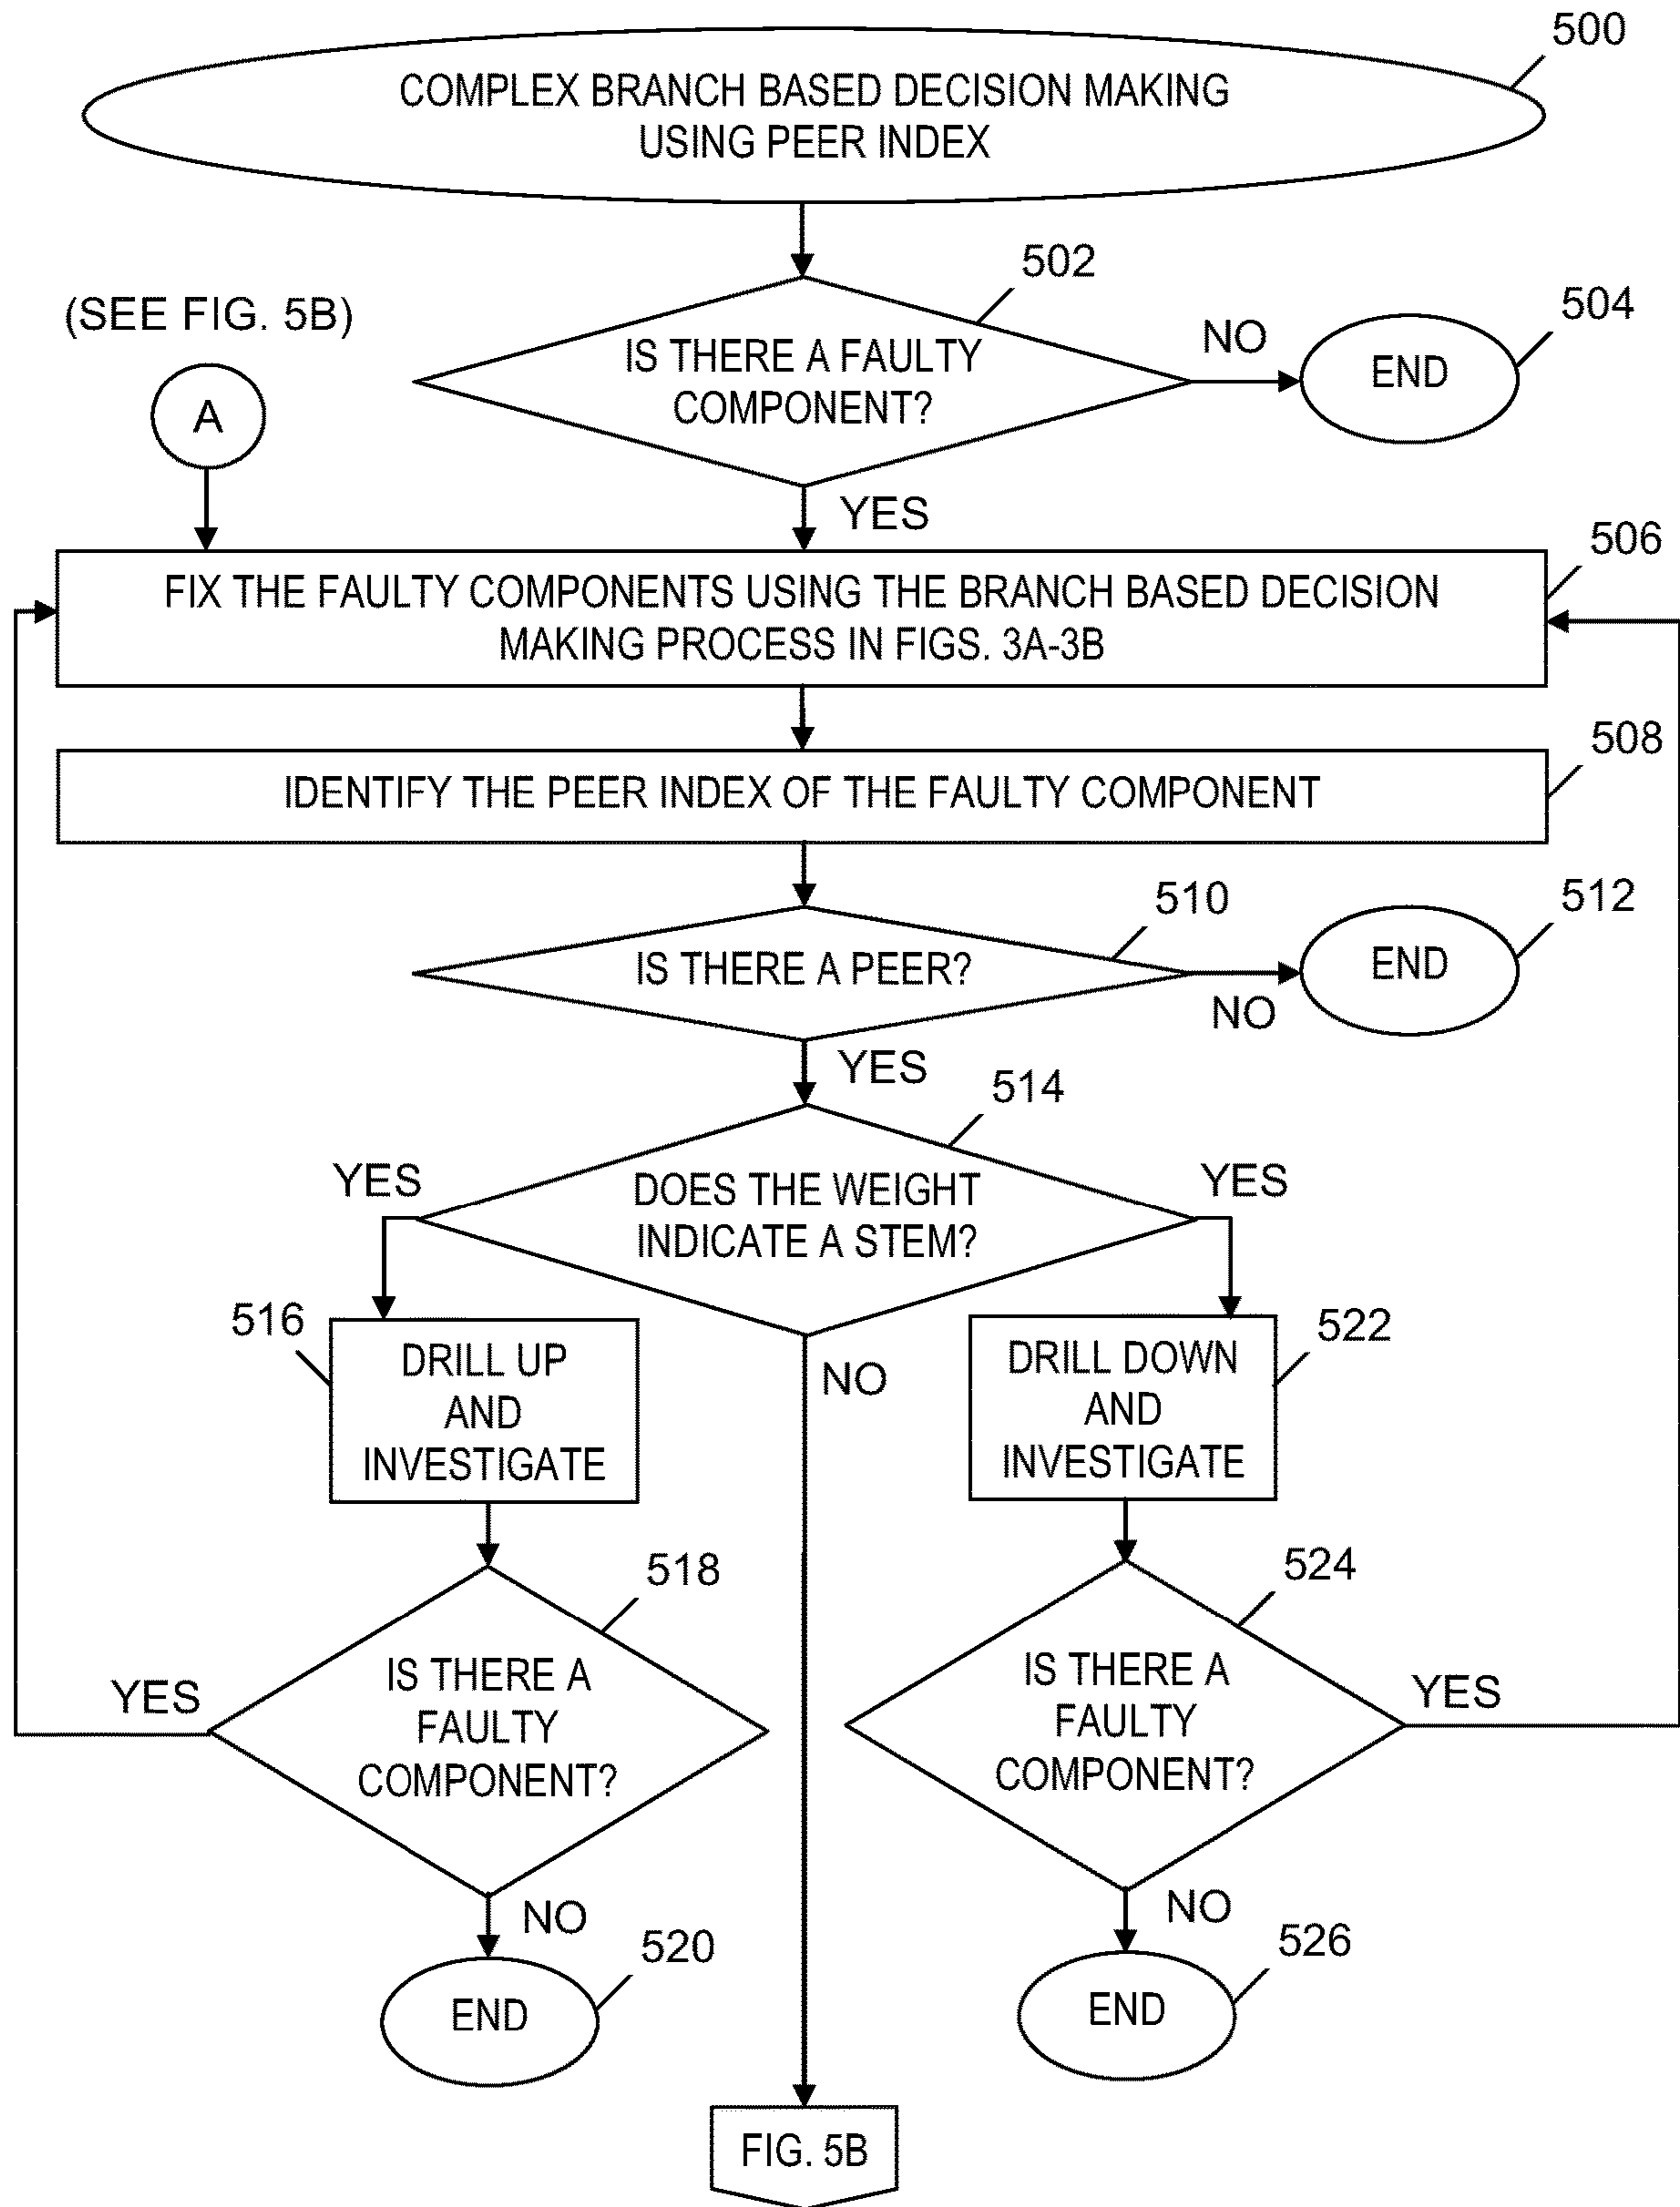 500
COMPLEX BRANCH BASED DECISION MAKING
USING PEER INDEX
502
(SEE FIG. 5B)
504
NO
IS THERE A FAULTY
COMPONENT?
END
A
YES
506
FIX THE FAULTY COMPONENTS USING THE BRANCH BASED DECISION
MAKING PROCESS IN FIGS. 3A-3B
508
IDENTIFY THE PEER INDEX OF THE FAULTY COMPONENT
510
512
IS THERE A PEER?
END
NO
YES
514
YES
YES
DOES THE WEIGHT
INDICATE A STEM?
516
522
DRILL UP
AND
INVESTIGATE
NO
DRILL DOWN
AND
INVESTIGATE
518
524
YES
IS THERE A
FAULTY
COMPONENT?
IS THERE A
FAULTY
COMPONENT?
YES
NO
NO
520
526
END
END
FIG. 5B